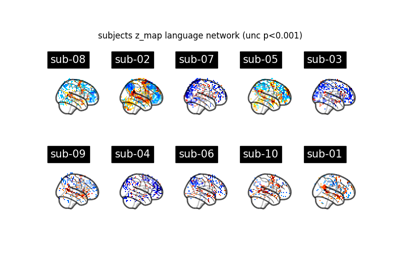 subjects z_map language network (unc p<0.001)
sub-08 sub-02 sub-07 sub-05 sub-03
sub-09 sub-04 sub-06 sub-10 sub-01